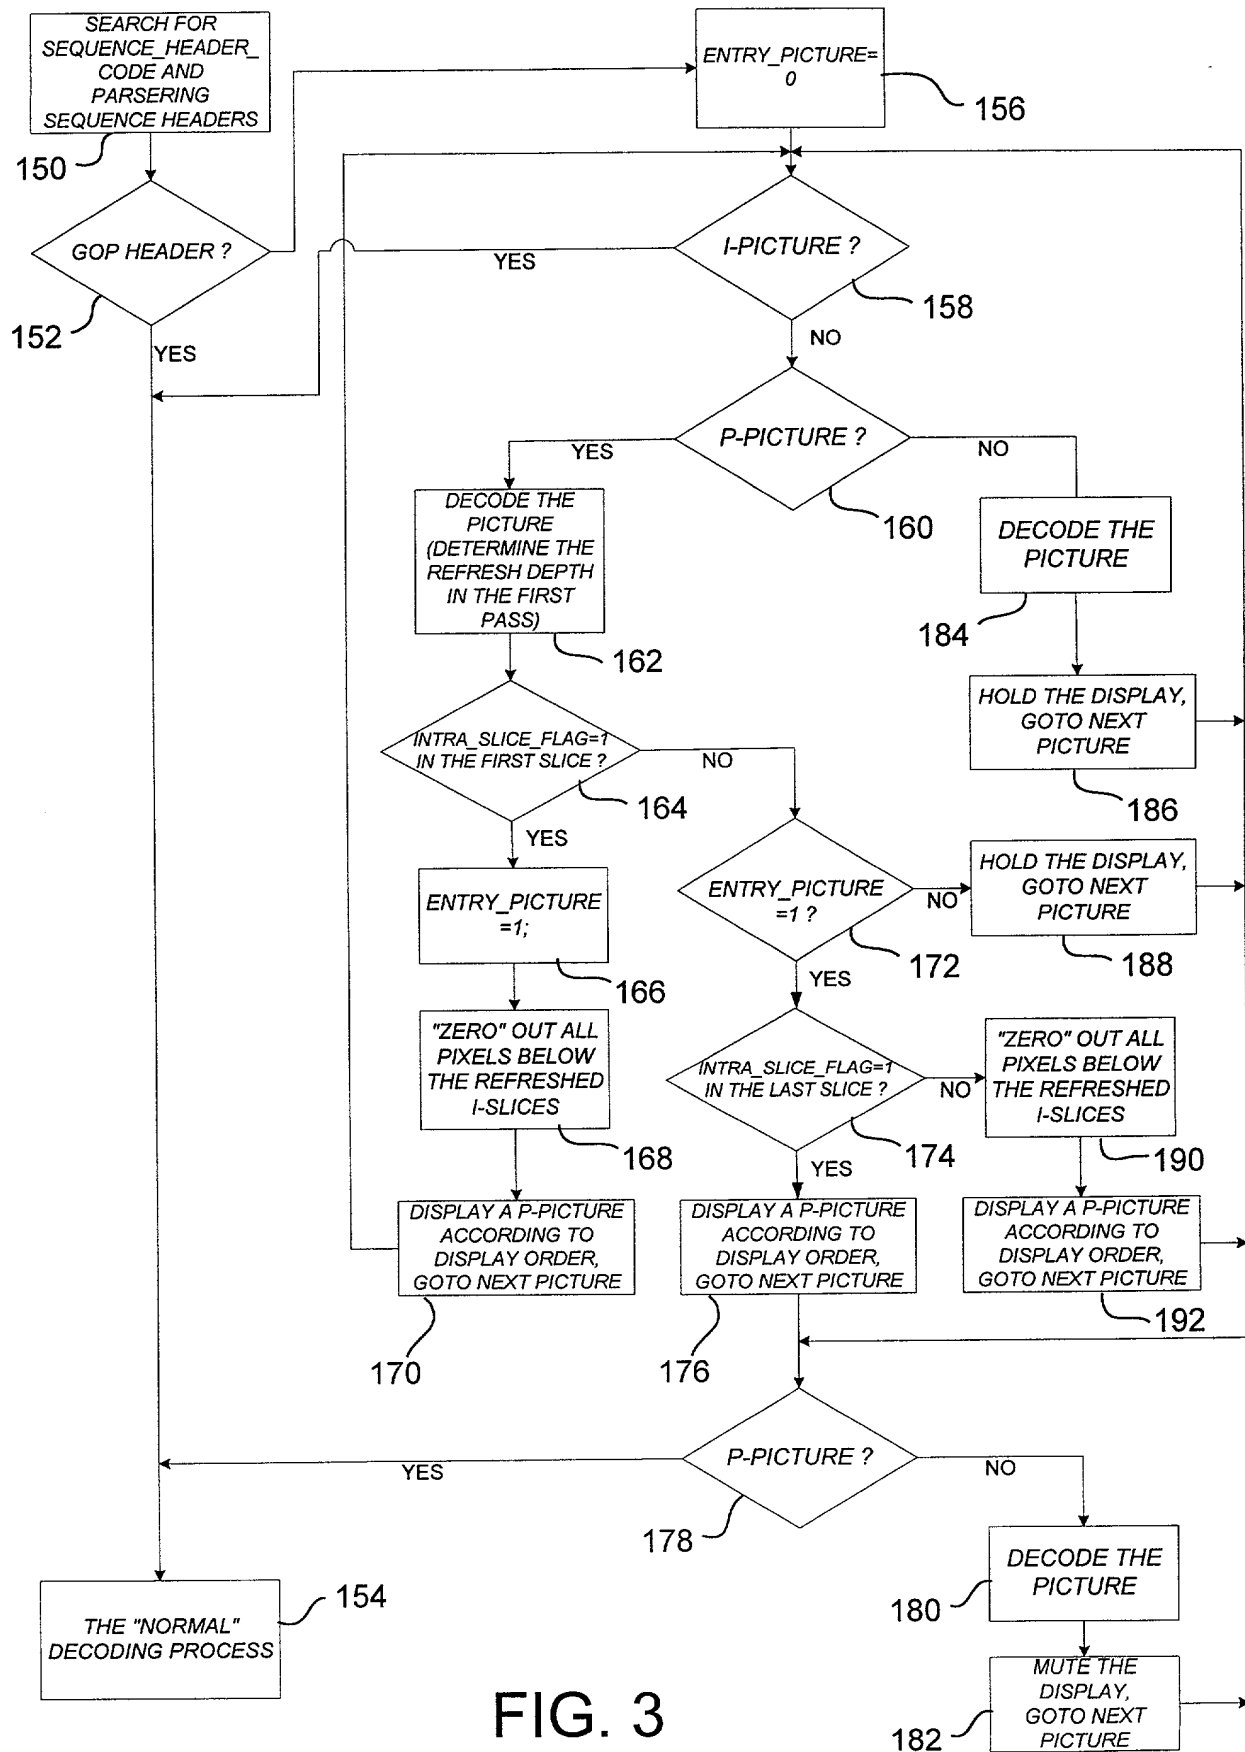 SEARCH FOR
SEQUENCE_HEADER_
CODE AND
PARSERING
SEQUENCE HEADERS
150
ENTRY_PICTURE=
0
156
GOP HEADER ?
152
YES
I-PICTURE ?
158
YES
NO
P-PICTURE ?
160
YES
NO
DECODE THE
PICTURE
(DETERMINE THE
REFRESH DEPTH
IN THE FIRST
PASS)
162
DECODE THE
PICTURE
184
HOLD THE DISPLAY,
GOTO NEXT
PICTURE
186
INTRA_SLICE_FLAG=1
IN THE FIRST SLICE ?
164
NO
YES
ENTRY_PICTURE
=1;
166
ENTRY_PICTURE
=1 ?
172
NO
YES
HOLD THE DISPLAY,
GOTO NEXT
PICTURE
188
"ZERO" OUT ALL
PIXELS BELOW
THE REFRESHED
I-SLICES
168
INTRA_SLICE_FLAG=1
IN THE LAST SLICE ?
174
NO
YES
"ZERO" OUT ALL
PIXELS BELOW
THE REFRESHED
I-SLICES
190
DISPLAY A P-PICTURE
ACCORDING TO
DISPLAY ORDER,
GOTO NEXT PICTURE
170
DISPLAY A P-PICTURE
ACCORDING TO
DISPLAY ORDER,
GOTO NEXT PICTURE
176
DISPLAY A P-PICTURE
ACCORDING TO
DISPLAY ORDER,
GOTO NEXT PICTURE
192
P-PICTURE ?
178
YES
NO
DECODE THE
PICTURE
180
MUTE THE
DISPLAY,
GOTO NEXT
PICTURE
182
THE "NORMAL"
DECODING PROCESS
154
FIG. 3